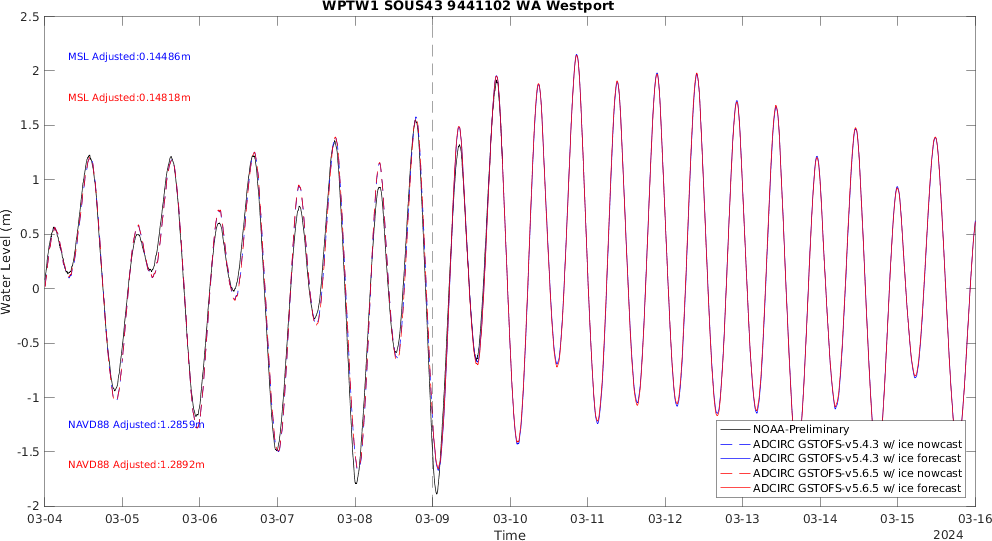 WPTW1 SOUS43 9441102 WA Westport
2.5
2
1.5
1
0.5
0
-0.5
-1
-1.5
-2
Water Level (m)
MSL Adjusted:0.14486m
MSL Adjusted:0.14818m
NAVD88 Adjusted:1.2859m
NAVD88 Adjusted:1.2892m
NOAA-Preliminary
ADCIRC GSTOFS-v5.4.3 w/ ice nowcast
ADCIRC GSTOFS-v5.4.3 w/ ice forecast
ADCIRC GSTOFS-v5.6.5 w/ ice nowcast
ADCIRC GSTOFS-v5.6.5 w/ ice forecast
03-04 03-05 03-06 03-07 03-08 03-09 03-10 03-11 03-12 03-13 03-14 03-15 03-16
Time
2024